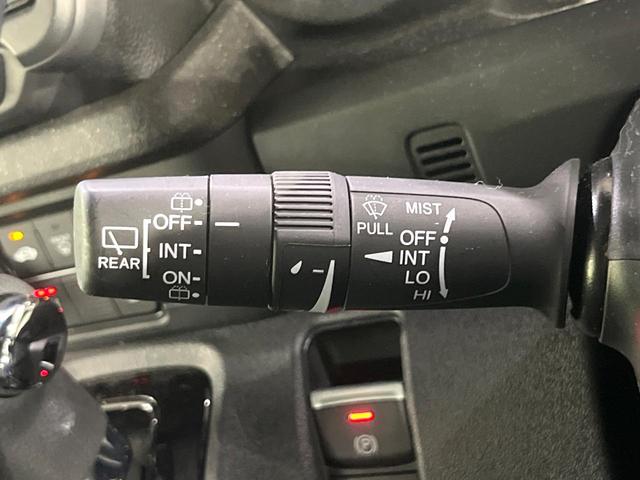 OFF
INT
ON
REAR
PULL
MIST
OFF
INT
LO
HI
P